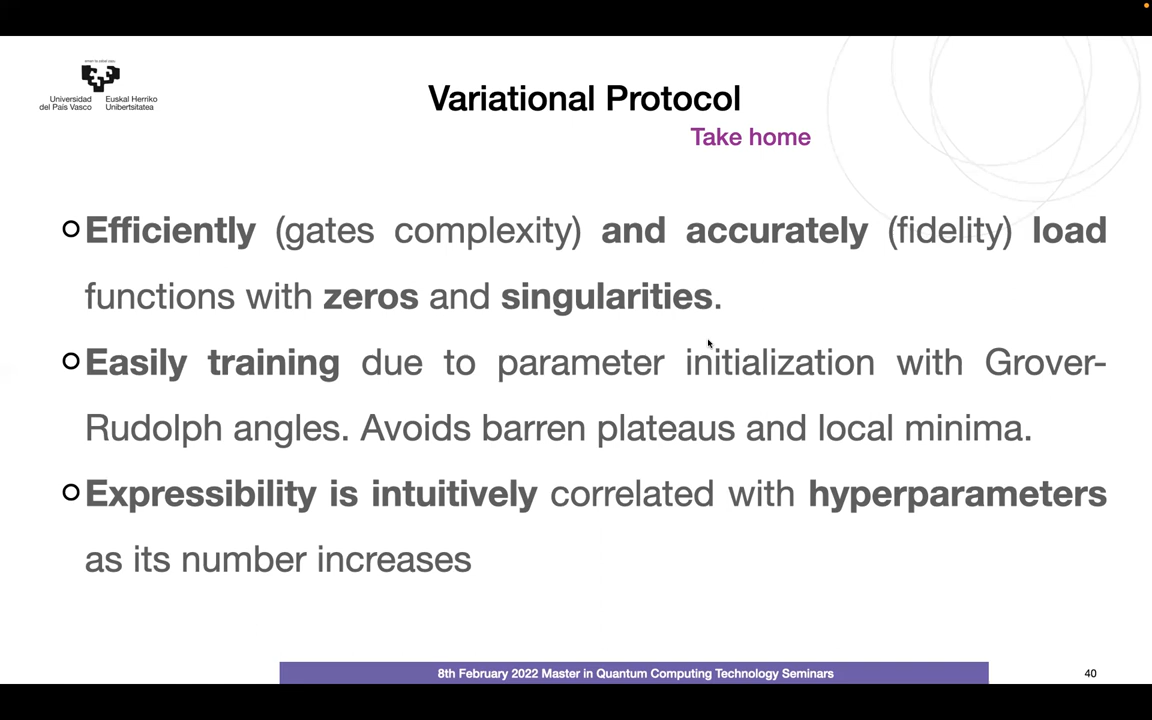 Universidad del País Vasco
Euskal Herriko Unibertsitatea
Variational Protocol
Take home
Efficiently (gates complexity) and accurately (fidelity) load
functions with zeros and singularities.
Easily training due to parameter initialization with Grover-
Rudolph angles. Avoids barren plateaus and local minima.
Expressibility is intuitively correlated with hyperparameters
as its number increases
8th February 2022 Master in Quantum Computing Technology Seminars
40